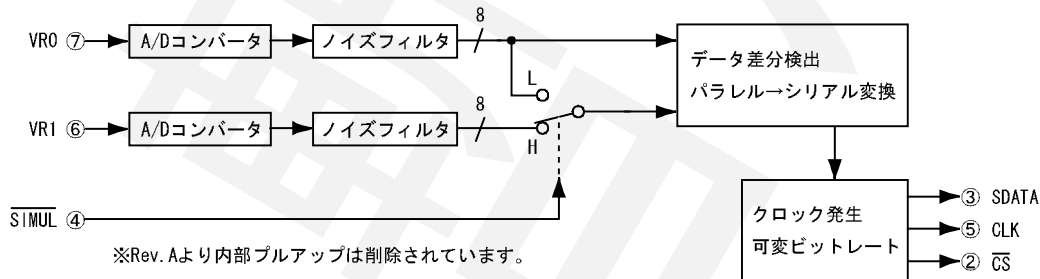 8
VR0 ⑦ A/Dコンバータ ノイズフィルタ
データ差分検出
パラレル→シリアル変換
L
8
VR1 ⑥ A/Dコンバータ ノイズフィルタ
H
S̅I̅M̅U̅L̅ ④
クロック発生
可変ビットレート
③ SDATA
⑤ CLK
② C̅S̅
※Rev.Aより内部プルアップは削除されています。